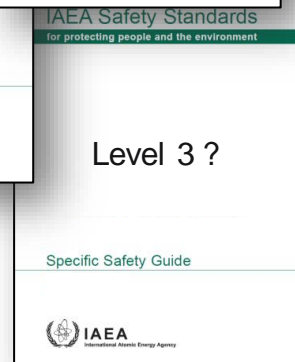 IAEA Safety Standards
for protecting people and the environment
Level 3 ?
Specific Safety Guide
IAEA
International Atomic Energy Agency